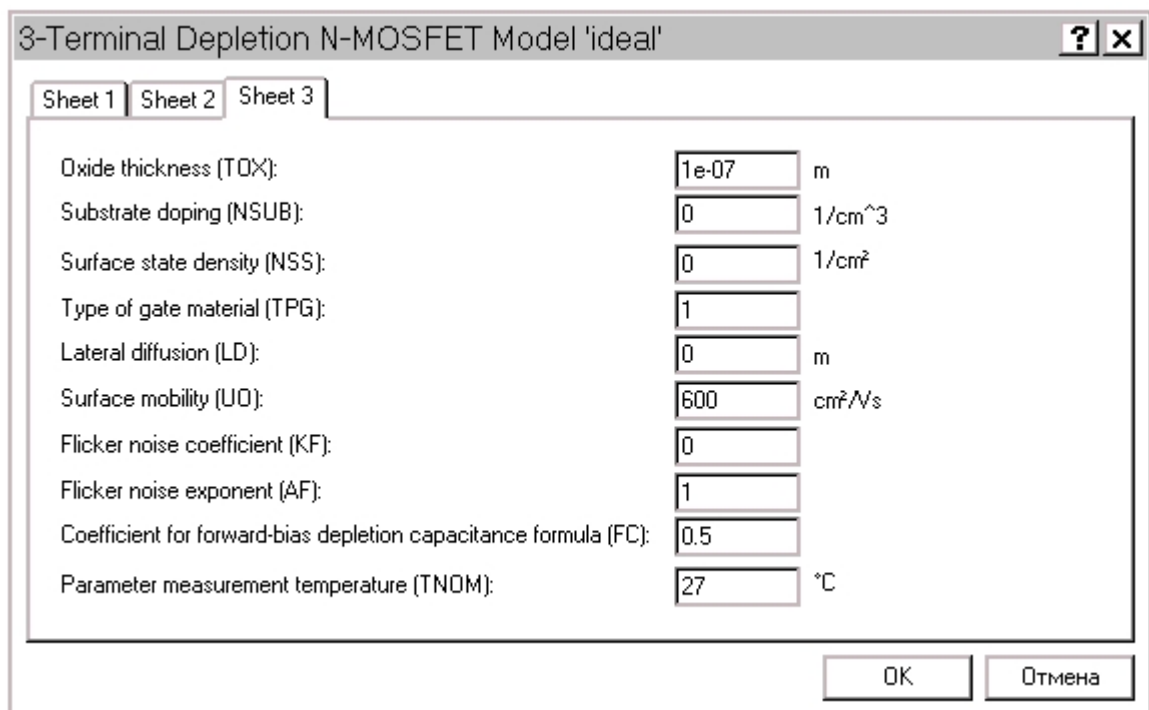 3-Terminal Depletion N-MOSFET Model 'ideal'
Sheet 1 Sheet 2 Sheet 3
Oxide thickness (TOX): 1e-07 m
Substrate doping (NSUB): 0 1/cm^3
Surface state density (NSS): 0 1/cm²
Type of gate material (TPG): 1
Lateral diffusion (LD): 0 m
Surface mobility (UO): 600 cm²/Vs
Flicker noise coefficient (KF): 0
Flicker noise exponent (AF): 1
Coefficient for forward-bias depletion capacitance formula (FC): 0.5
Parameter measurement temperature (TNOM): 27 °C
OK Отмена